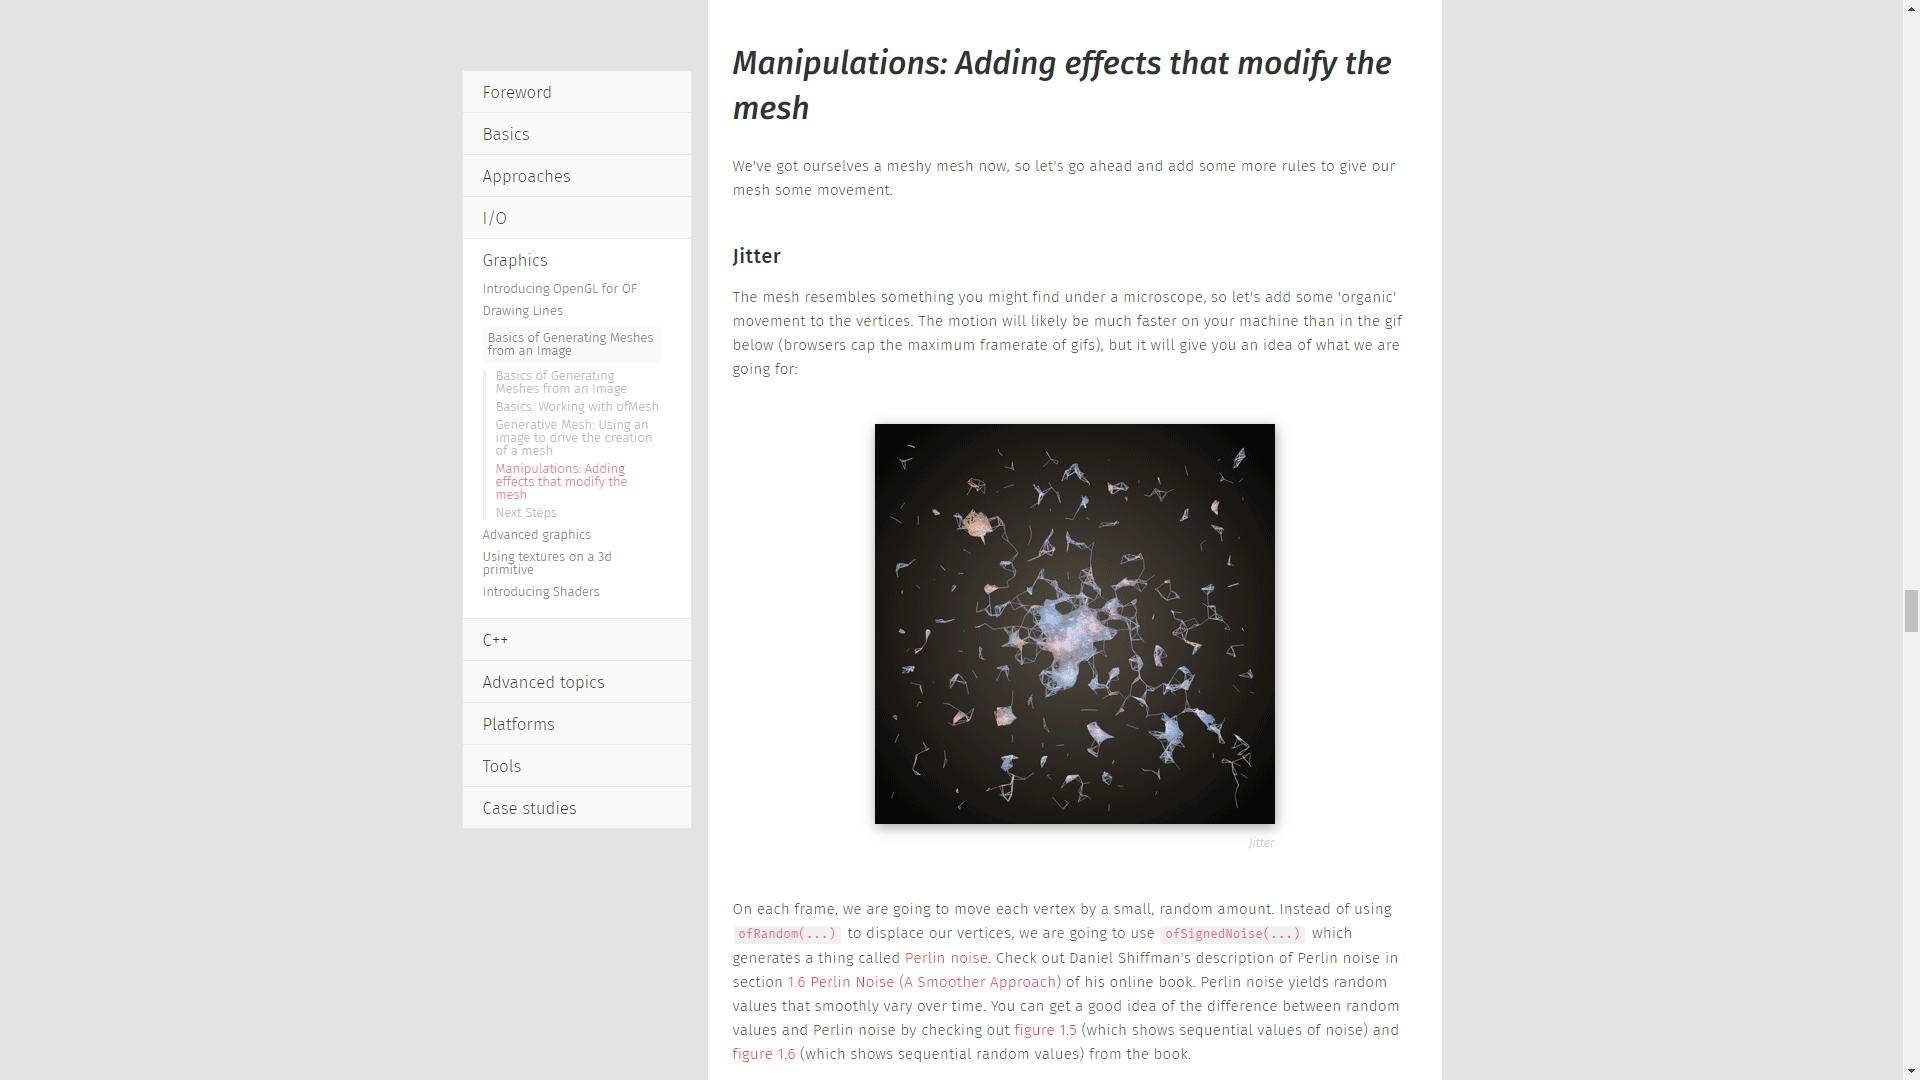 Foreword
Basics
Approaches
I/O
Graphics
Introducing OpenGL for OF
Drawing Lines
Basics of Generating Meshes
from an Image
Basics of Generating
Meshes from an Image
Basics: Working with ofMesh
Generative Mesh: Using an
image to drive the creation
of a mesh
Manipulations: Adding
effects that modify the
mesh
Next Steps
Advanced graphics
Using textures on a 3d
primitive
Introducing Shaders
C++
Advanced topics
Platforms
Tools
Case studies
Manipulations: Adding effects that modify the
mesh
We've got ourselves a meshy mesh now, so let's go ahead and add some more rules to give our
mesh some movement.
Jitter
The mesh resembles something you might find under a microscope, so let's add some 'organic'
movement to the vertices. The motion will likely be much faster on your machine than in the gif
below (browsers cap the maximum framerate of gifs), but it will give you an idea of what we are
going for:
Jitter
On each frame, we are going to move each vertex by a small, random amount. Instead of using
ofRandom(...) to displace our vertices, we are going to use ofSignedNoise(...) which
generates a thing called Perlin noise. Check out Daniel Shiffman's description of Perlin noise in
section 1.6 Perlin Noise (A Smoother Approach) of his online book. Perlin noise yields random
values that smoothly vary over time. You can get a good idea of the difference between random
values and Perlin noise by checking out figure 1.5 (which shows sequential values of noise) and
figure 1.6 (which shows sequential random values) from the book.